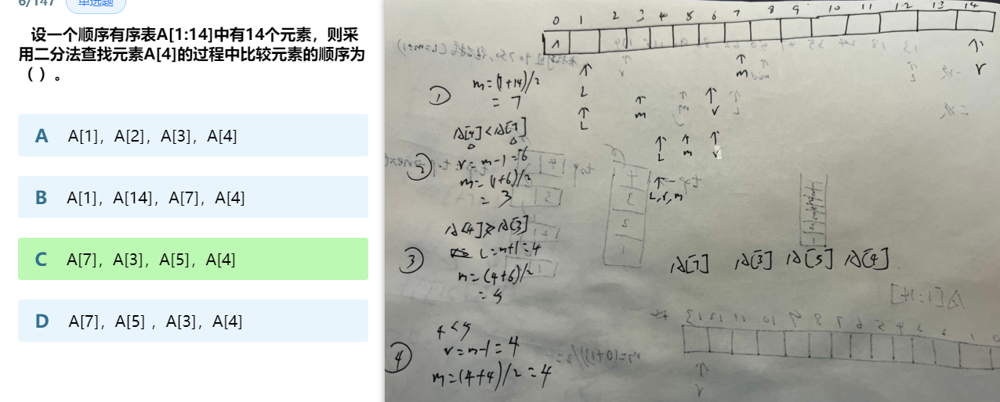 6/147 单选题
设一个顺序有序表A[1:14]中有14个元素，则采
用二分法查找元素A[4]的过程中比较元素的顺序为
（ ）。
A A[1]，A[2]，A[3]，A[4]
B A[1]，A[14]，A[7]，A[4]
C A[7]，A[3]，A[5]，A[4]
D A[7]，A[5] ，A[3]，A[4]
0 1 2 3 4 5 6 7 8 9 10 11 12 13 14
① m=(1+14)/2
= 7
A[4]<A[7]
② r=m-1=6
m=(1+6)/2
= 3
A[4]>A[3]
③ L=m+1=4
m=(4+6)/2
=5
④ 4<5
r=m-1=4
m=(4+4)/2=4
m r
L m r
L
L m r
L,r,m
A[7] A[3] A[5] A[4]